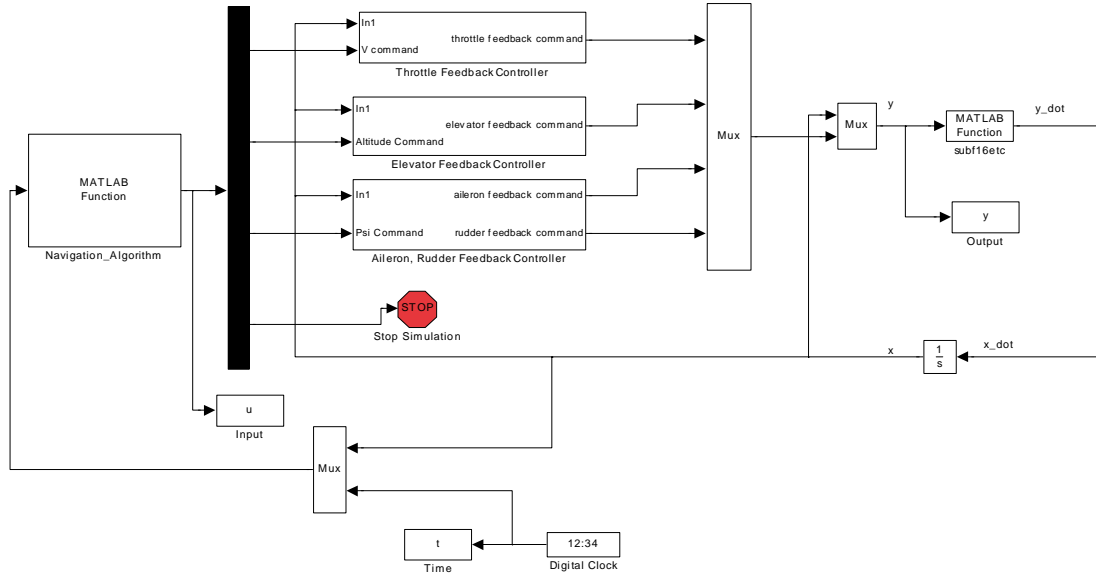 In1
V command
throttle feedback command
Throttle Feedback Controller
In1
Altitude Command
elevator feedback command
Elevator Feedback Controller
In1
Psi Command
aileron feedback command
rudder feedback command
Aileron, Rudder Feedback Controller
MATLAB
Function
Navigation_Algorithm
STOP
Stop Simulation
Mux
Mux
y
MATLAB
Function
subf16etc
y_dot
y
Output
x
1
s
x_dot
u
Input
Mux
t
Time
12:34
Digital Clock